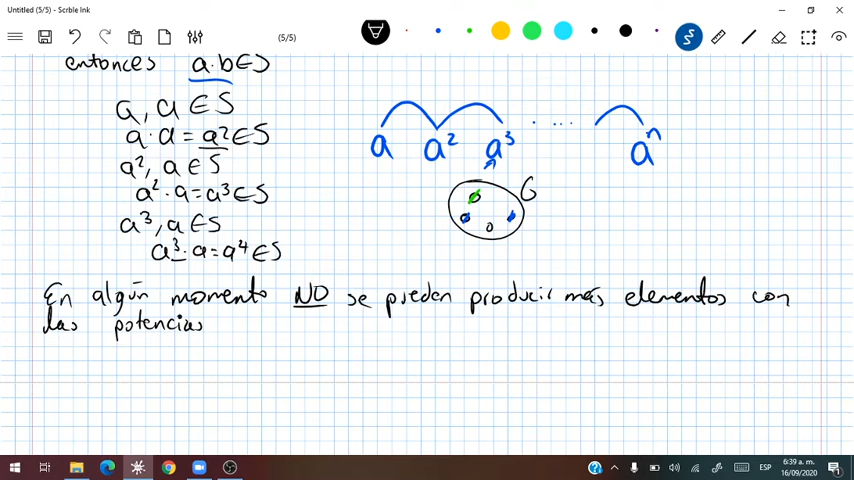 Untitled (5/5) - Scrble Ink
(5/5)
entonces a.b∈S
a, a ∈ S
a · a = a² ∈ S
a², a ∈ S
a² · a = a³ ∈ S
a³, a ∈ S
a³ · a = a⁴ ∈ S
a a² a³ ..... aⁿ
G
En algún momento NO se pueden producir más elementos con
las potencias
ESP
6:39 a. m.
16/09/2020